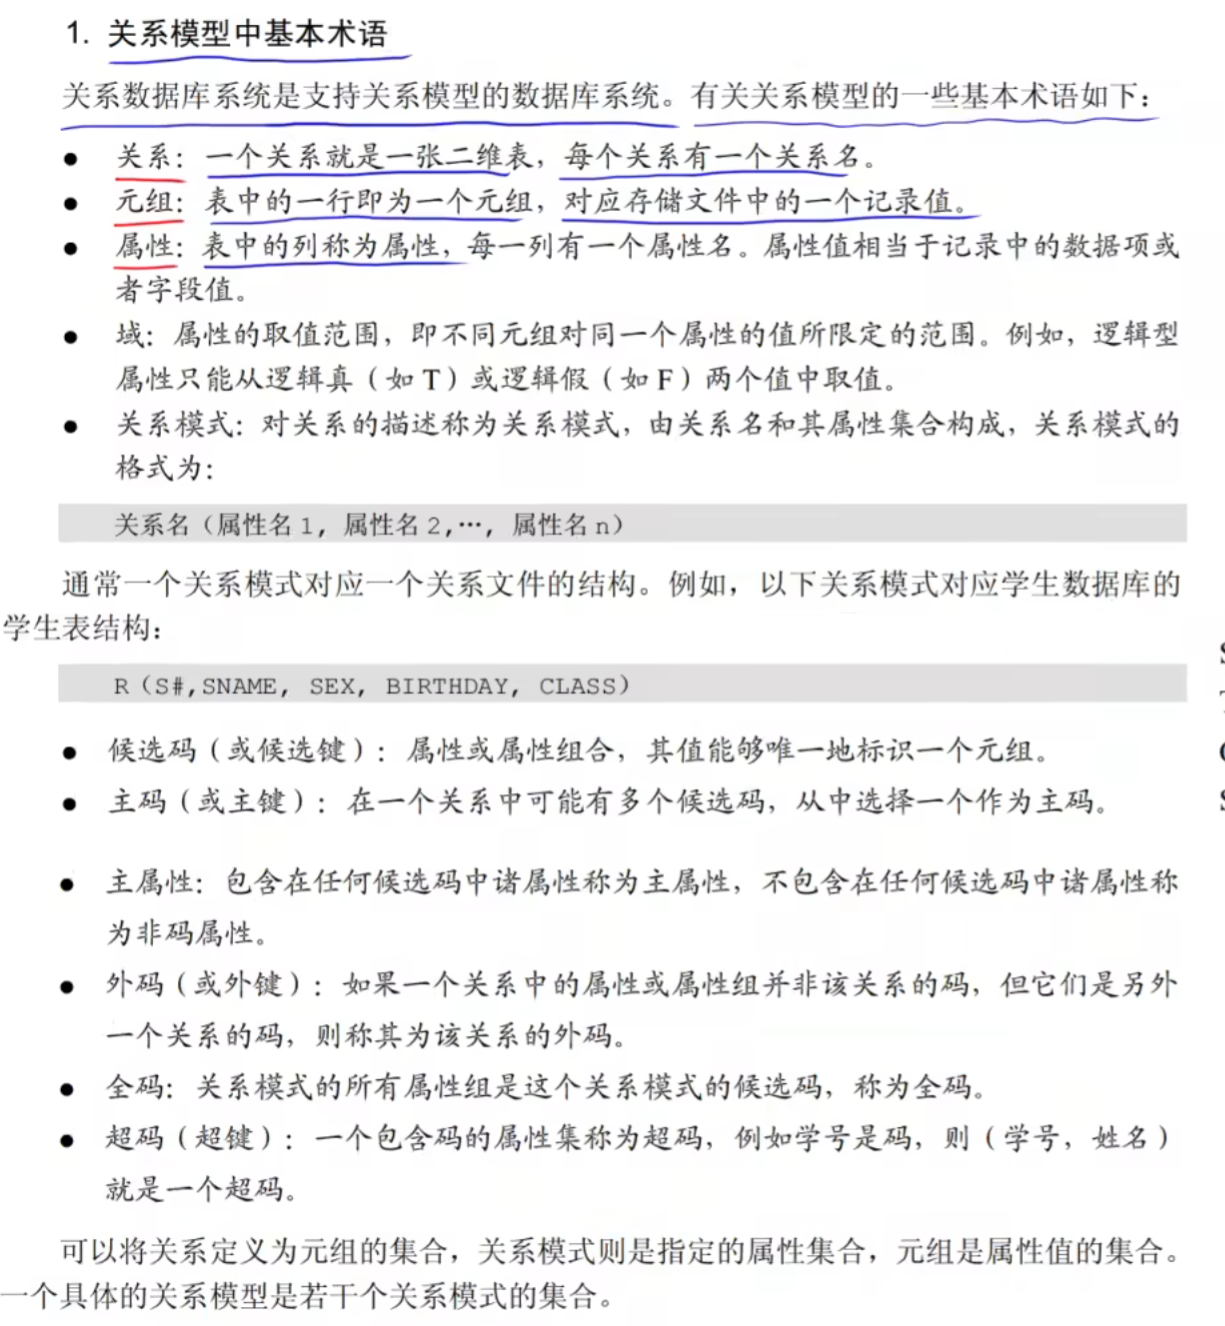 1. 关系模型中基本术语
关系数据库系统是支持关系模型的数据库系统。有关关系模型的一些基本术语如下：
● 关系：一个关系就是一张二维表，每个关系有一个关系名。
● 元组：表中的一行即为一个元组，对应存储文件中的一个记录值。
● 属性：表中的列称为属性，每一列有一个属性名。属性值相当于记录中的数据项或
者字段值。
● 域：属性的取值范围，即不同元组对同一个属性的值所限定的范围。例如，逻辑型
属性只能从逻辑真（如 T）或逻辑假（如 F）两个值中取值。
● 关系模式：对关系的描述称为关系模式，由关系名和其属性集合构成，关系模式的
格式为：
关系名（属性名 1，属性名 2,…，属性名 n）
通常一个关系模式对应一个关系文件的结构。例如，以下关系模式对应学生数据库的
学生表结构：
R（S#,SNAME, SEX, BIRTHDAY, CLASS）
● 候选码（或候选键）：属性或属性组合，其值能够唯一地标识一个元组。
● 主码（或主键）：在一个关系中可能有多个候选码，从中选择一个作为主码。
● 主属性：包含在任何候选码中诸属性称为主属性，不包含在任何候选码中诸属性称
为非码属性。
● 外码（或外键）：如果一个关系中的属性或属性组并非该关系的码，但它们是另外
一个关系的码，则称其为该关系的外码。
● 全码：关系模式的所有属性组是这个关系模式的候选码，称为全码。
● 超码（超键）：一个包含码的属性集称为超码，例如学号是码，则（学号，姓名）
就是一个超码。
可以将关系定义为元组的集合，关系模式则是指定的属性集合，元组是属性值的集合。
一个具体的关系模型是若干个关系模式的集合。